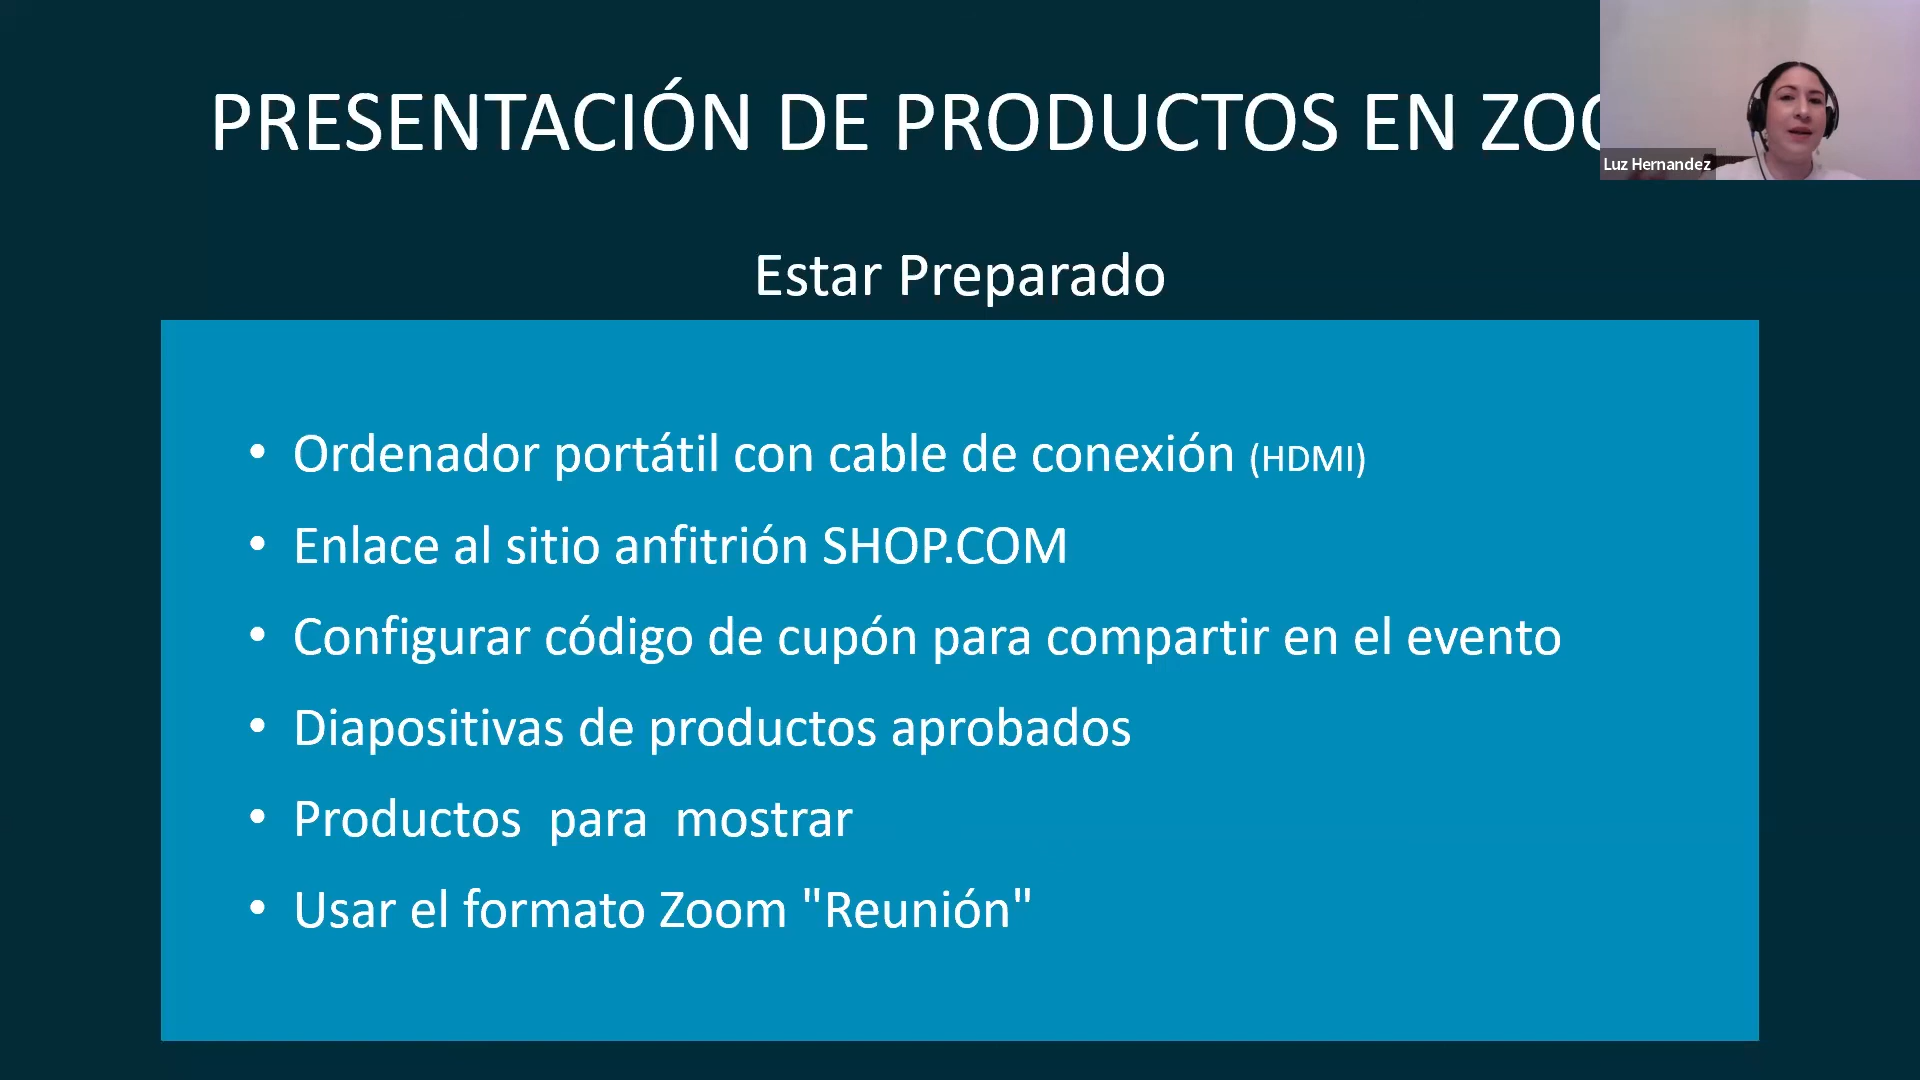 PRESENTACIÓN DE PRODUCTOS EN
Luz Hernandez
Estar Preparado
• Ordenador portátil con cable de conexión (HDMI)
• Enlace al sitio anfitrión SHOP.COM
• Configurar código de cupón para compartir en el evento
• Diapositivas de productos aprobados
• Productos para mostrar
• Usar el formato Zoom "Reunión"